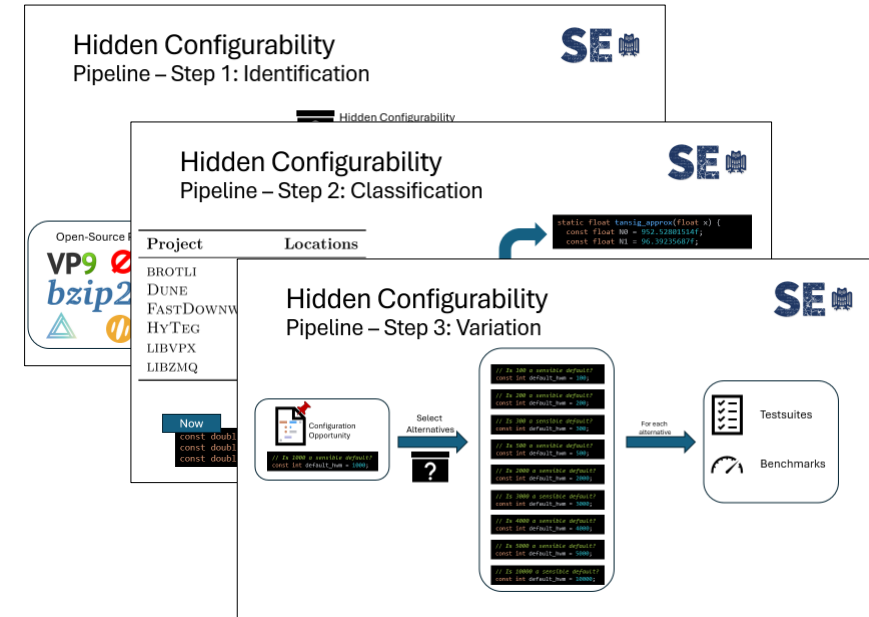 Hidden Configurability
Pipeline – Step 1: Identification
SE
Hidden Configurability
Open-Source
VP9
bzip2
Hidden Configurability
Pipeline – Step 2: Classification
SE
Project Locations
BROTLI
DUNE
FASTDOWNW
HYTEG
LIBVPX
LIBZMQ
static float tansig_approx(float x) {
const float N0 = 952.52801514f;
const float N1 = 96.39235687f;
Now
const doubl
const doubl
const doubl
Hidden Configurability
Pipeline – Step 3: Variation
SE
Configuration
Opportunity
// Is 1000 a sensible default?
const int default_hwm = 1000;
Select
Alternatives
?
// Is 100 a sensible default?
const int default_hwm = 100;
// Is 200 a sensible default?
const int default_hwm = 200;
// Is 300 a sensible default?
const int default_hwm = 300;
// Is 500 a sensible default?
const int default_hwm = 500;
// Is 2000 a sensible default?
const int default_hwm = 2000;
// Is 3000 a sensible default?
const int default_hwm = 3000;
// Is 4000 a sensible default?
const int default_hwm = 4000;
// Is 5000 a sensible default?
const int default_hwm = 5000;
// Is 10000 a sensible default?
const int default_hwm = 10000;
For each
alternative
Testsuites
Benchmarks